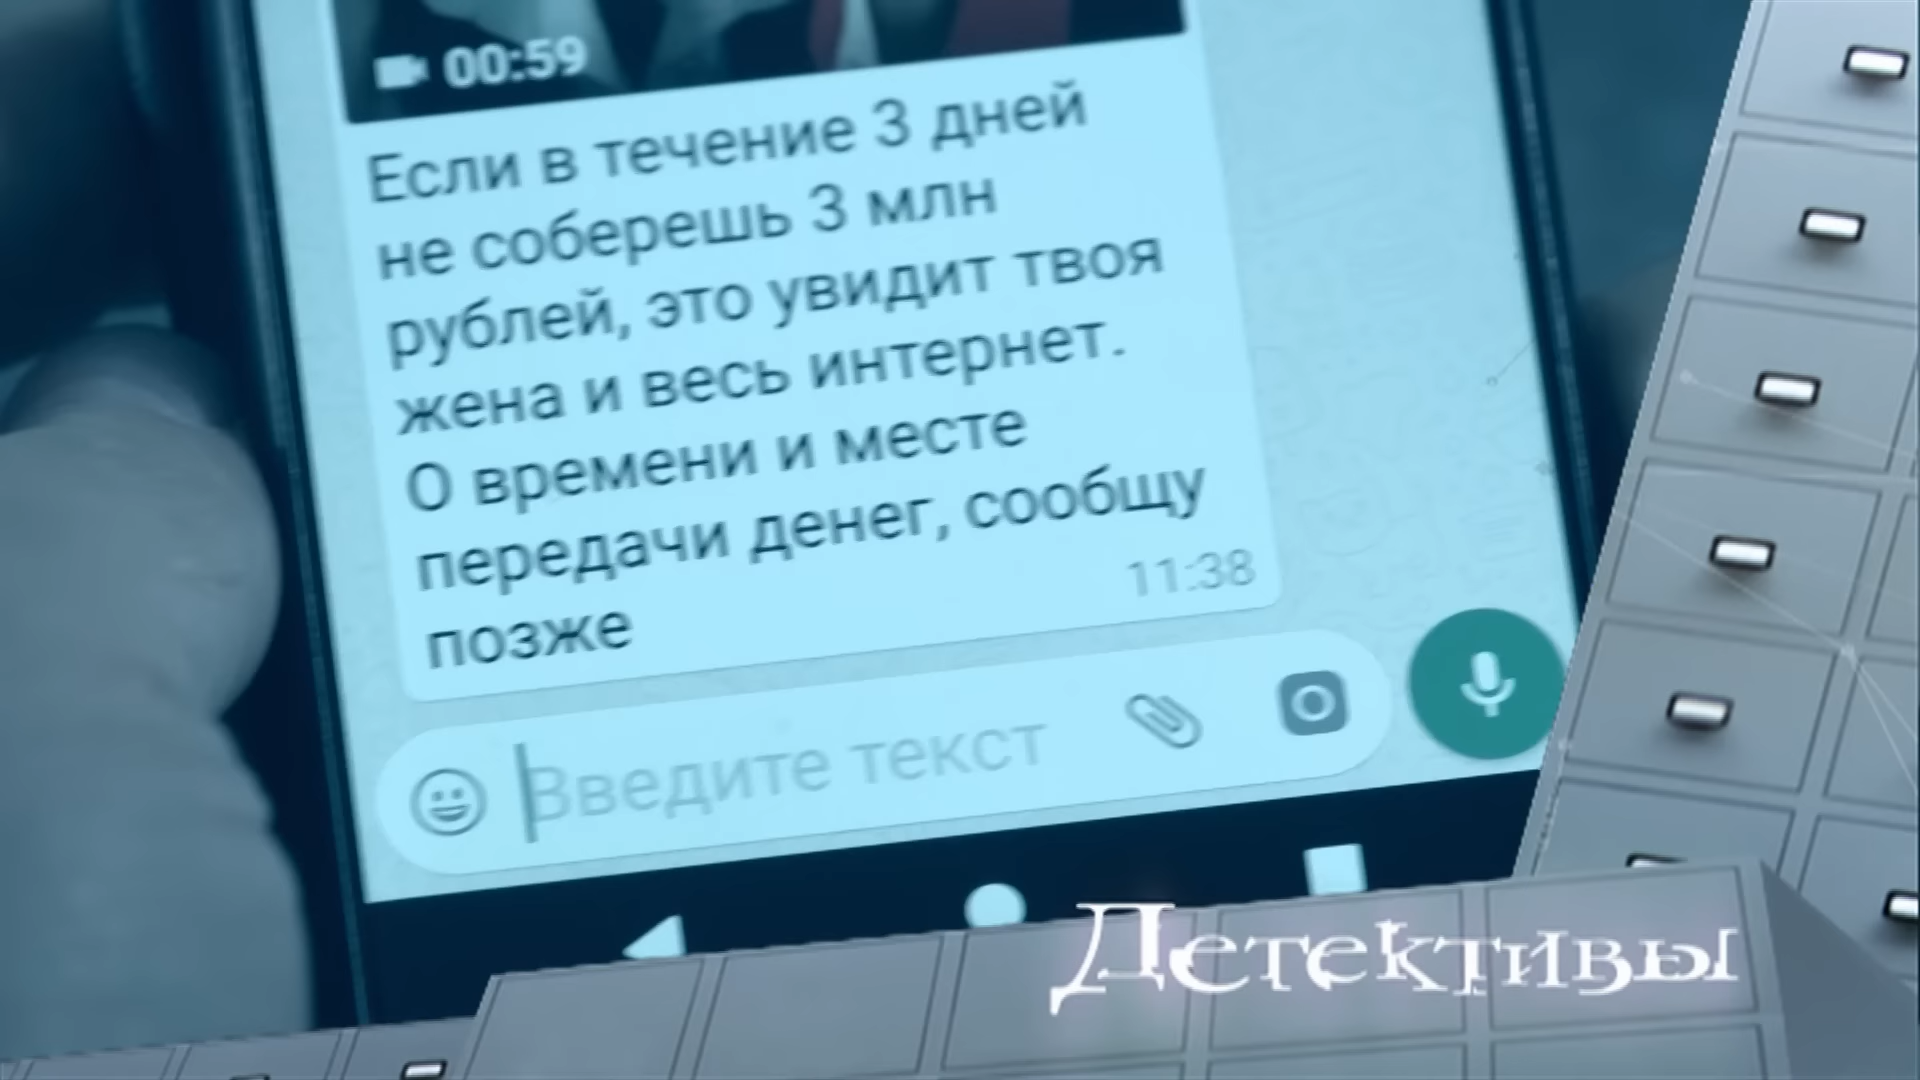 00:59
Если в течение 3 дней
не соберешь 3 млн
рублей, это увидит твоя
жена и весь интернет.
О времени и месте
передачи денег, сообщу
позже
11:38
Введите текст
Детективы